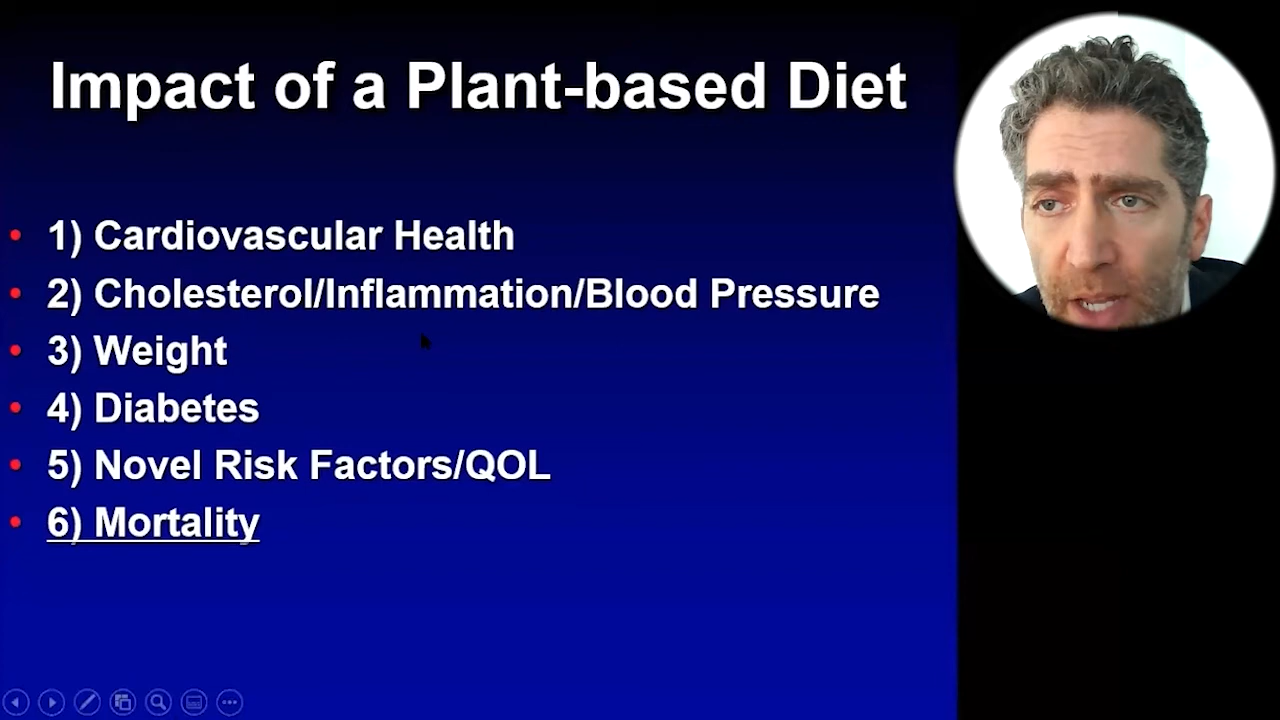 Impact of a Plant-based Diet
• 1) Cardiovascular Health
• 2) Cholesterol/Inflammation/Blood Pressure
• 3) Weight
• 4) Diabetes
• 5) Novel Risk Factors/QOL
• 6) Mortality